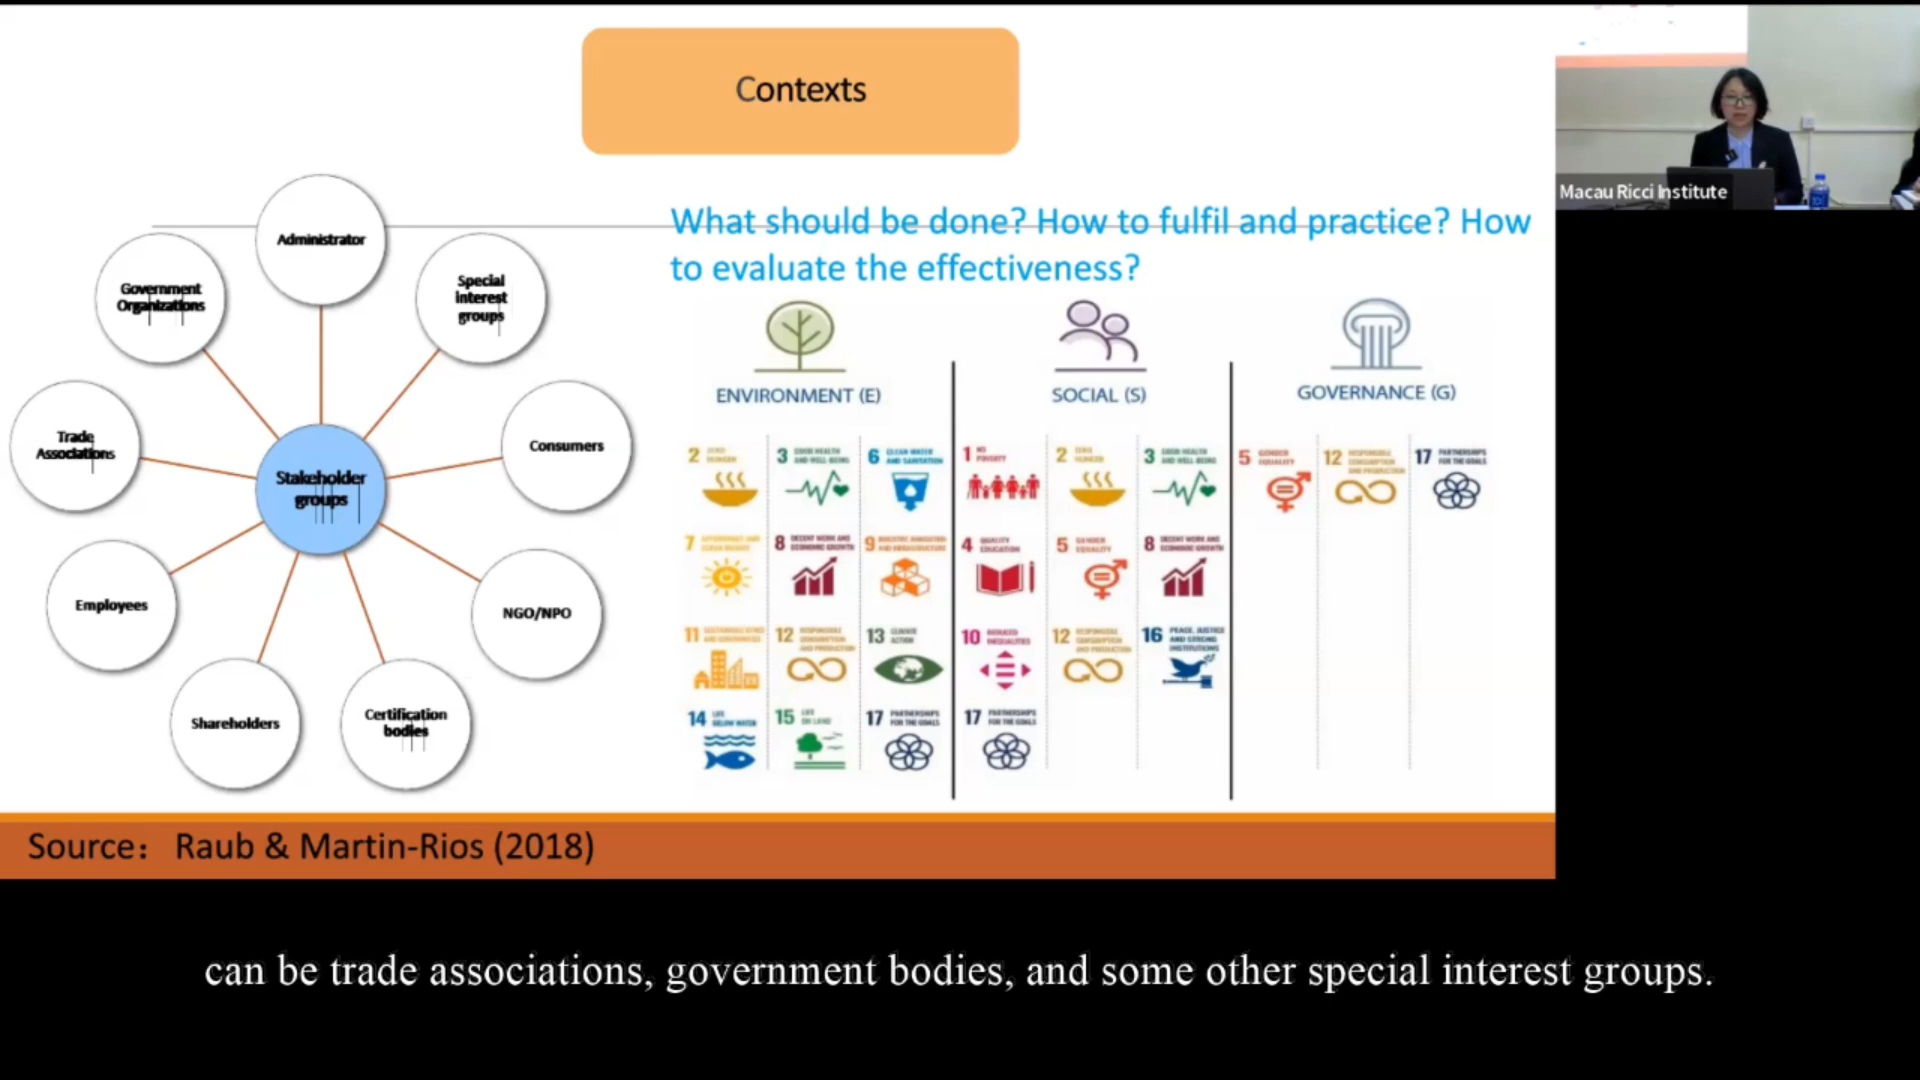 Contexts
Macau Ricci Institute
What should be done? How to fulfil and practice? How
to evaluate the effectiveness?
Administrator
Government
Organizations
Special
interest
groups
Trade
Associations
Consumers
Stakeholder
groups
Employees
NGO/NPO
Shareholders
Certification
bodies
ENVIRONMENT (E)
SOCIAL (S)
GOVERNANCE (G)
2 ZERO
HUNGER
3 GOOD HEALTH
AND WELL-BEING
6 CLEAN WATER
AND SANITATION
1 NO
POVERTY
2 ZERO
HUNGER
3 GOOD HEALTH
AND WELL-BEING
5 GENDER
EQUALITY
12 RESPONSIBLE
CONSUMPTION
AND PRODUCTION
17 PARTNERSHIPS
FOR THE GOALS
7 AFFORDABLE AND
CLEAN ENERGY
8 DECENT WORK AND
ECONOMIC GROWTH
9 INDUSTRY, INNOVATION
AND INFRASTRUCTURE
4 QUALITY
EDUCATION
5 GENDER
EQUALITY
8 DECENT WORK AND
ECONOMIC GROWTH
11 SUSTAINABLE CITIES
AND COMMUNITIES
12 RESPONSIBLE
CONSUMPTION
AND PRODUCTION
13 CLIMATE
ACTION
10 REDUCED
INEQUALITIES
12 RESPONSIBLE
CONSUMPTION
AND PRODUCTION
16 PEACE, JUSTICE
AND STRONG
INSTITUTIONS
14 LIFE
BELOW WATER
15 LIFE
ON LAND
17 PARTNERSHIPS
FOR THE GOALS
17 PARTNERSHIPS
FOR THE GOALS
Source： Raub & Martin-Rios (2018)
can be trade associations, government bodies, and some other special interest groups.